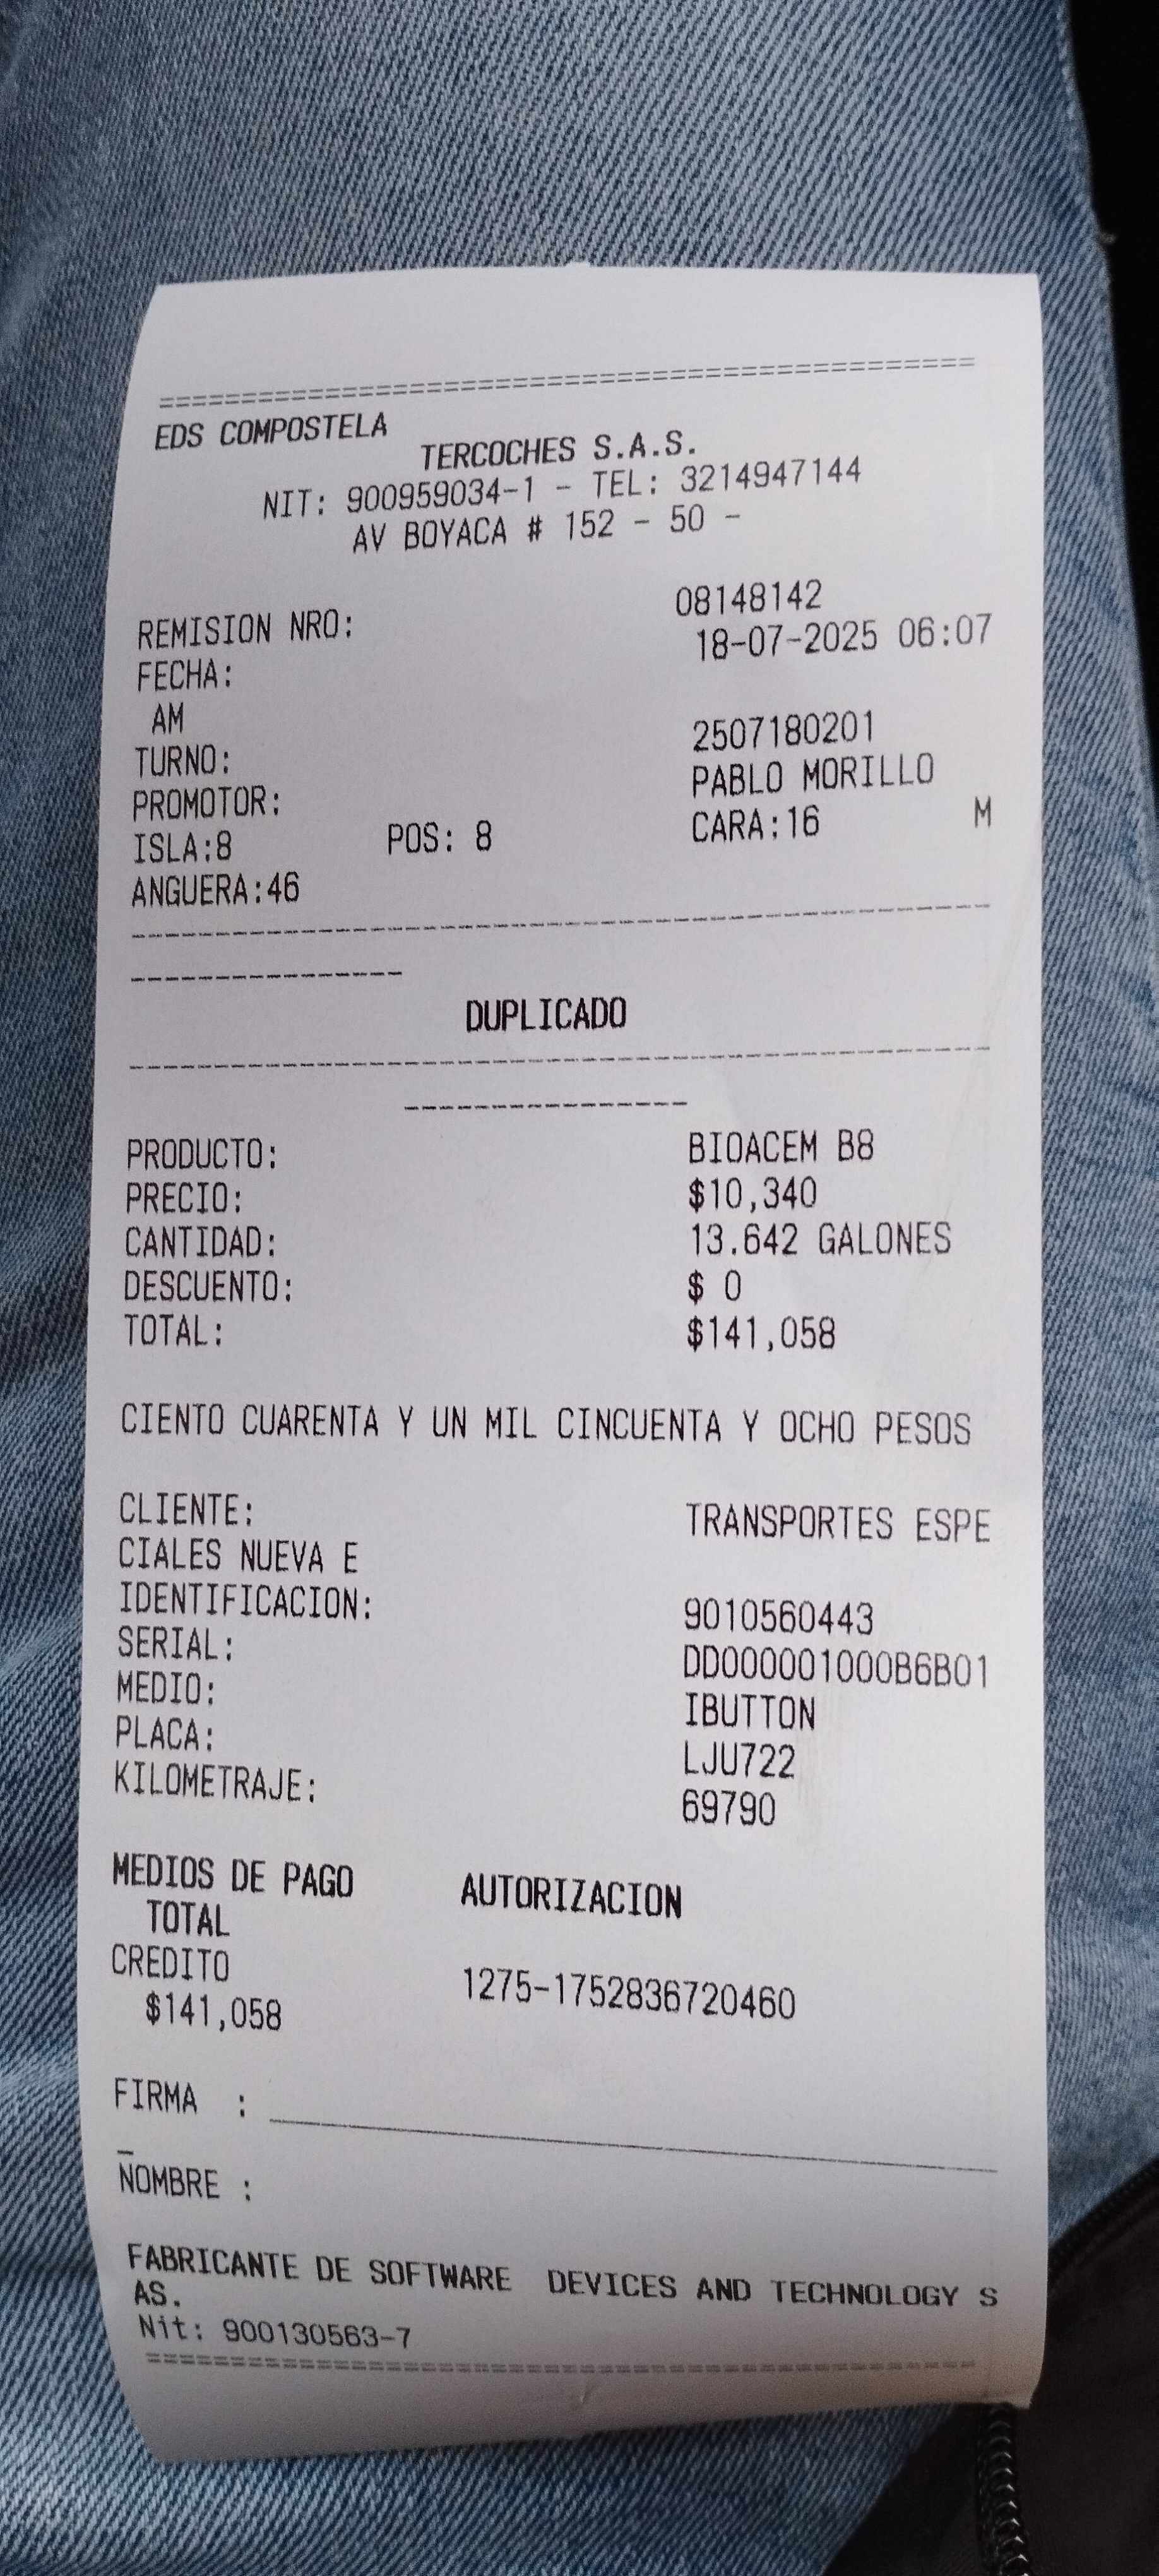 ========================================
EDS COMPOSTELA
TERCOCHES S.A.S.
NIT: 900959034-1 - TEL: 3214947144
AV BOYACA # 152 - 50 -
REMISION NRO: 08148142
FECHA: 18-07-2025 06:07
AM
TURNO: 2507180201
PROMOTOR: PABLO MORILLO
ISLA:8 POS: 8 CARA:16 M
ANGUERA:46
DUPLICADO
PRODUCTO: BIOACEM B8
PRECIO: $10,340
CANTIDAD: 13.642 GALONES
DESCUENTO: $ 0
TOTAL: $141,058
CIENTO CUARENTA Y UN MIL CINCUENTA Y OCHO PESOS
CLIENTE: TRANSPORTES ESPE
CIALES NUEVA E
IDENTIFICACION: 9010560443
SERIAL: DD000001000B6B01
MEDIO: IBUTTON
PLACA: LJU722
KILOMETRAJE: 69790
MEDIOS DE PAGO AUTORIZACION
TOTAL
CREDITO 1275-1752836720460
$141,058
FIRMA : ____________________
_
NOMBRE :
FABRICANTE DE SOFTWARE DEVICES AND TECHNOLOGY S
AS.
Nit: 900130563-7
========================================